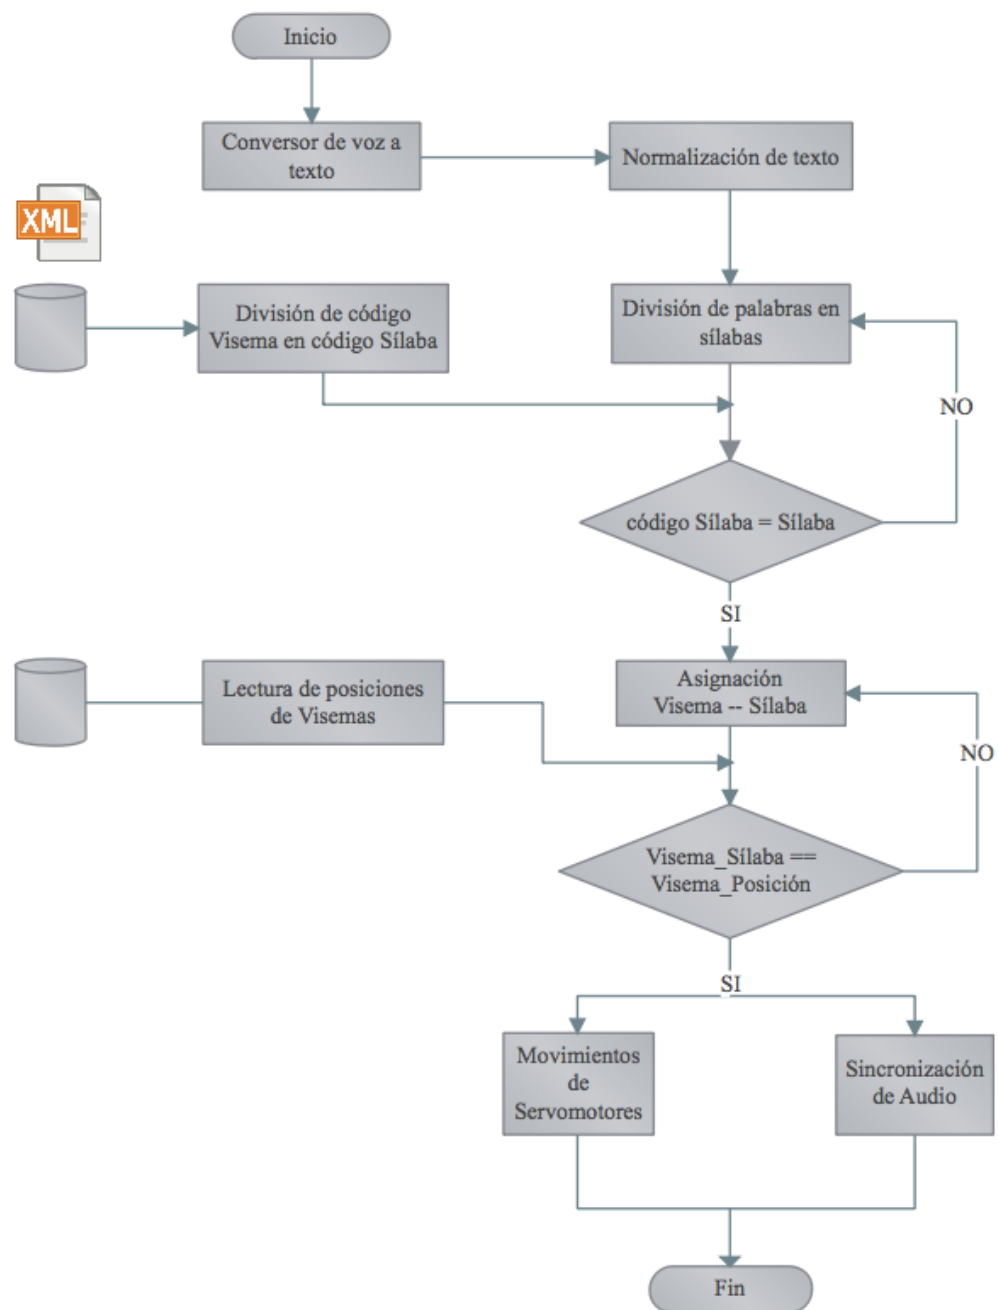 Inicio
Conversor de voz a
texto
Normalización de texto
XML
División de código
Visema en código Sílaba
División de palabras en
sílabas
NO
código Sílaba = Sílaba
SI
Lectura de posiciones
de Visemas
Asignación
Visema -- Sílaba
NO
Visema_Sílaba ==
Visema_Posición
SI
Movimientos
de
Servomotores
Sincronización
de Audio
Fin